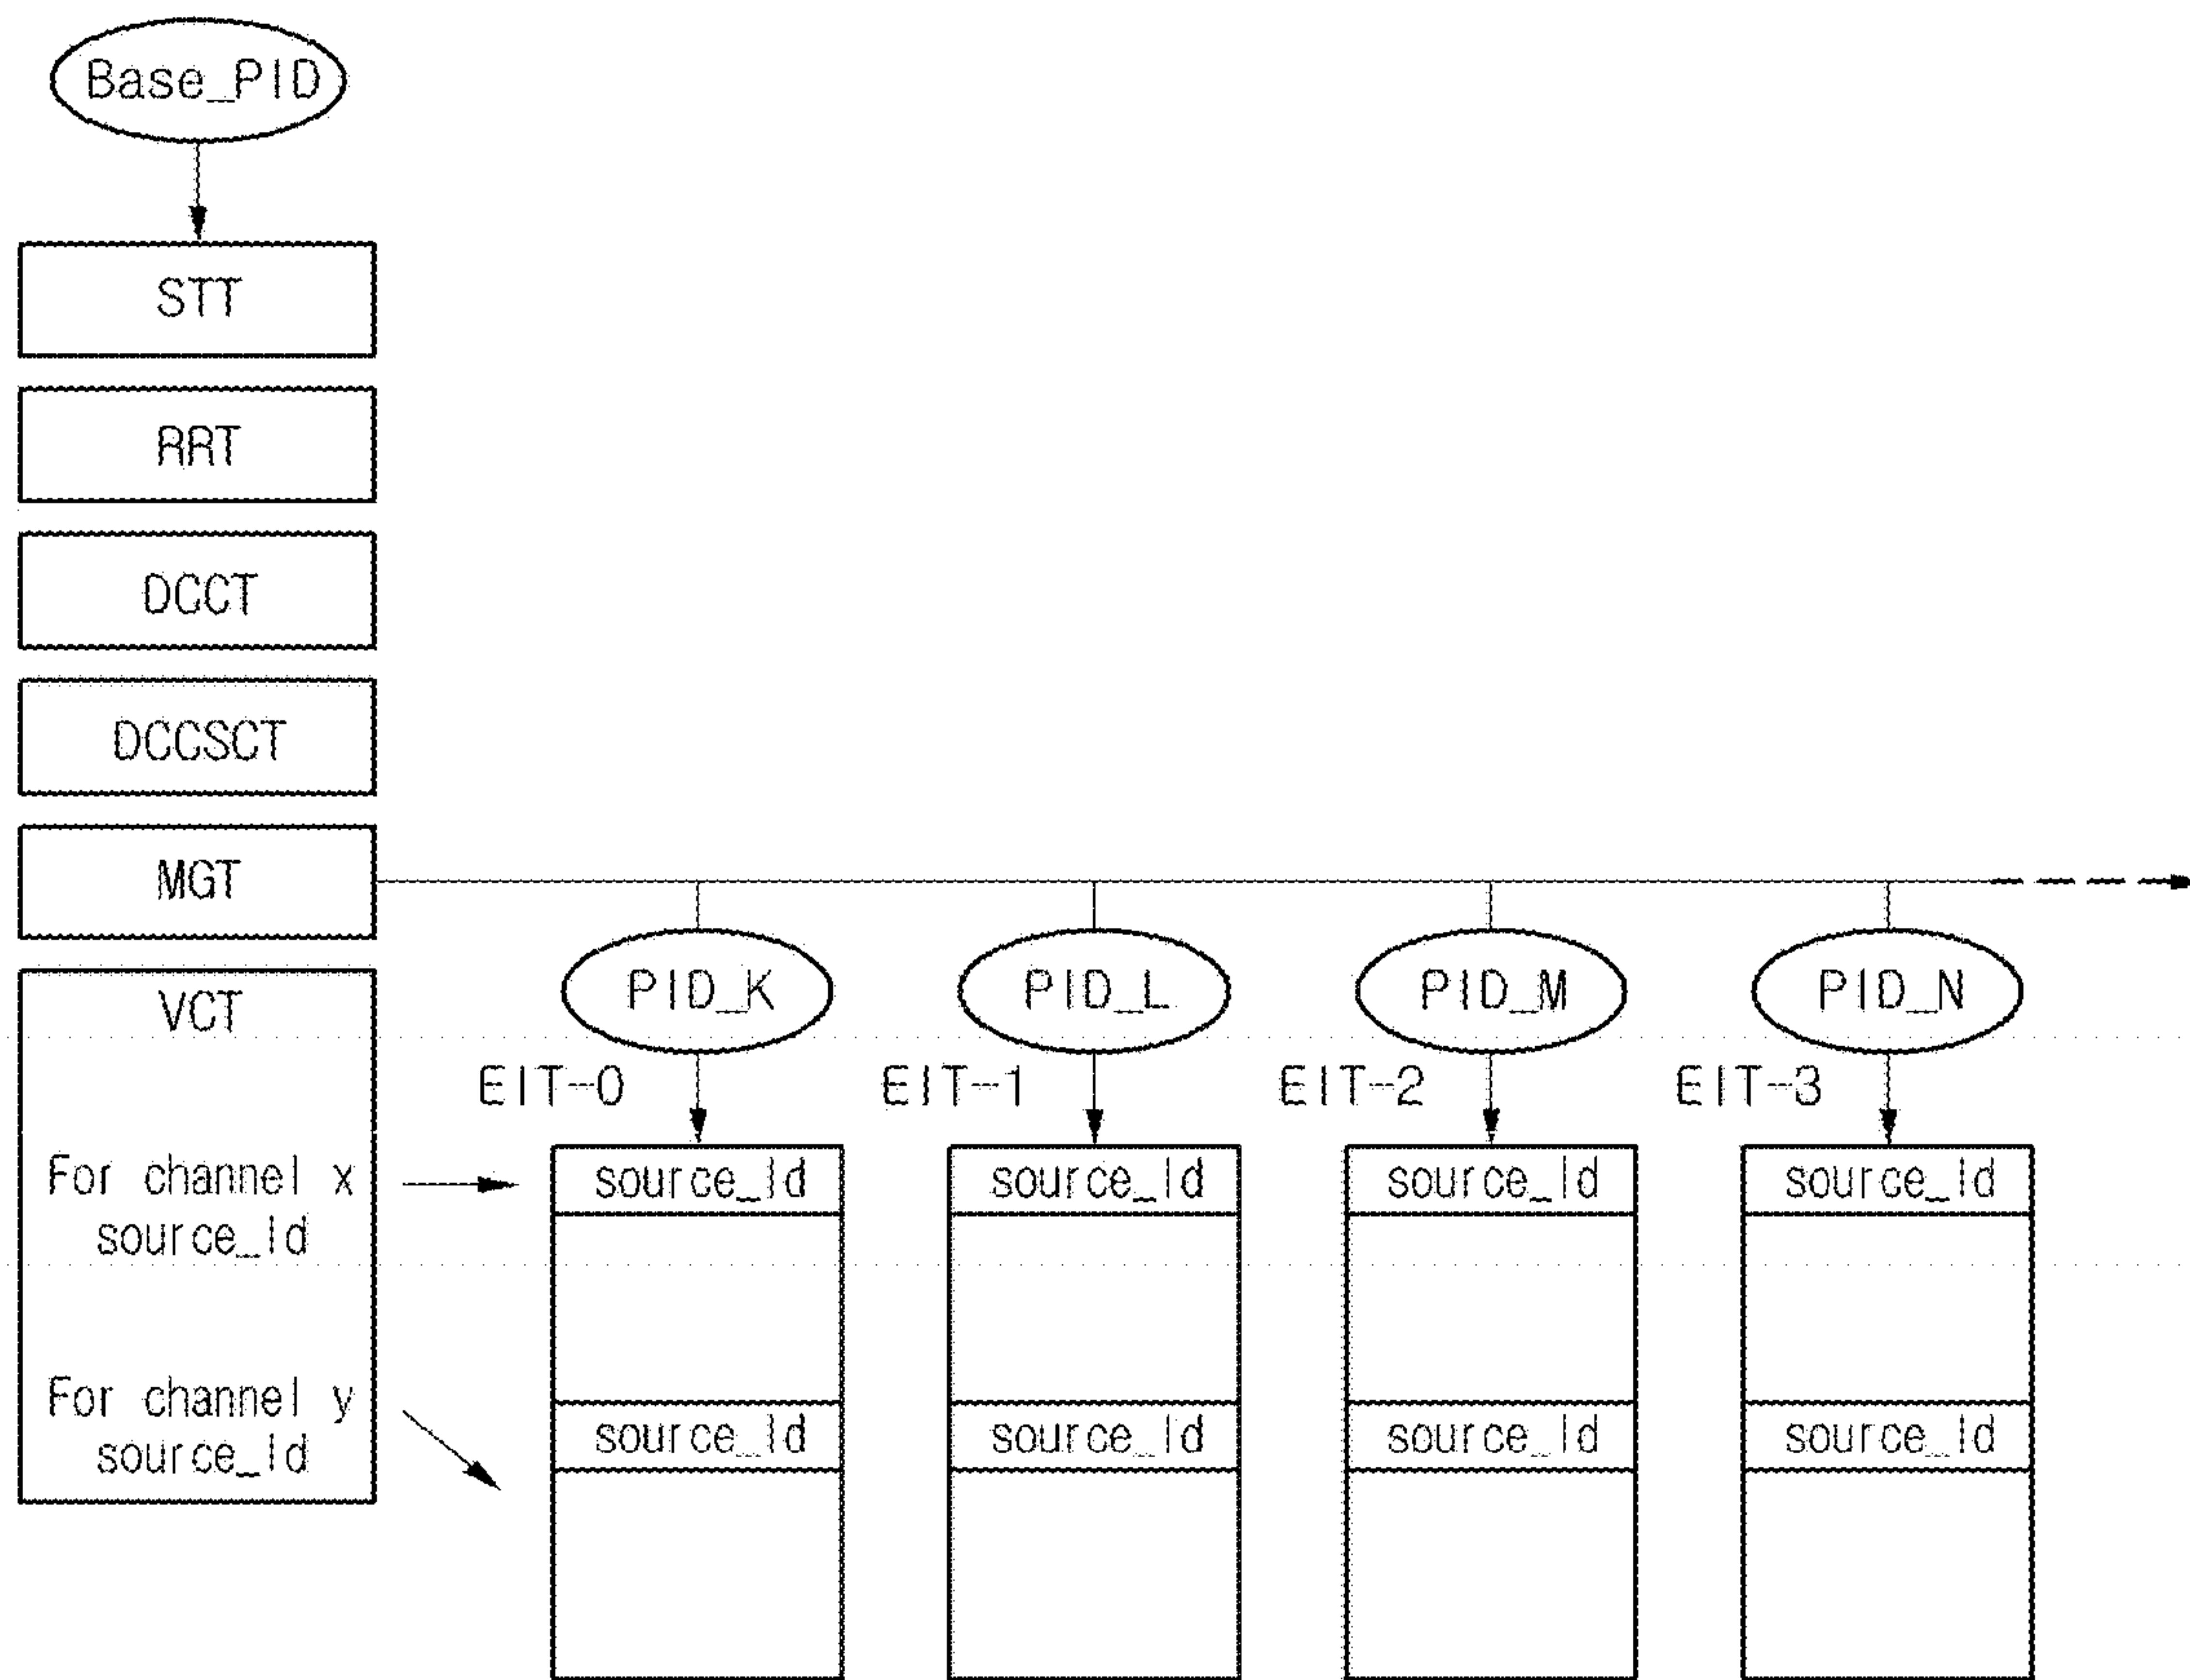 Base_PID
STT
RRT
DCCT
DCCSCT
MGT
VCT
For channel x
source_Id
For channel y
source_Id
PID_K
PID_L
PID_M
PID_N
EIT-0
EIT-1
EIT-2
EIT-3
source_Id
source_Id
source_Id
source_Id
source_Id
source_Id
source_Id
source_Id